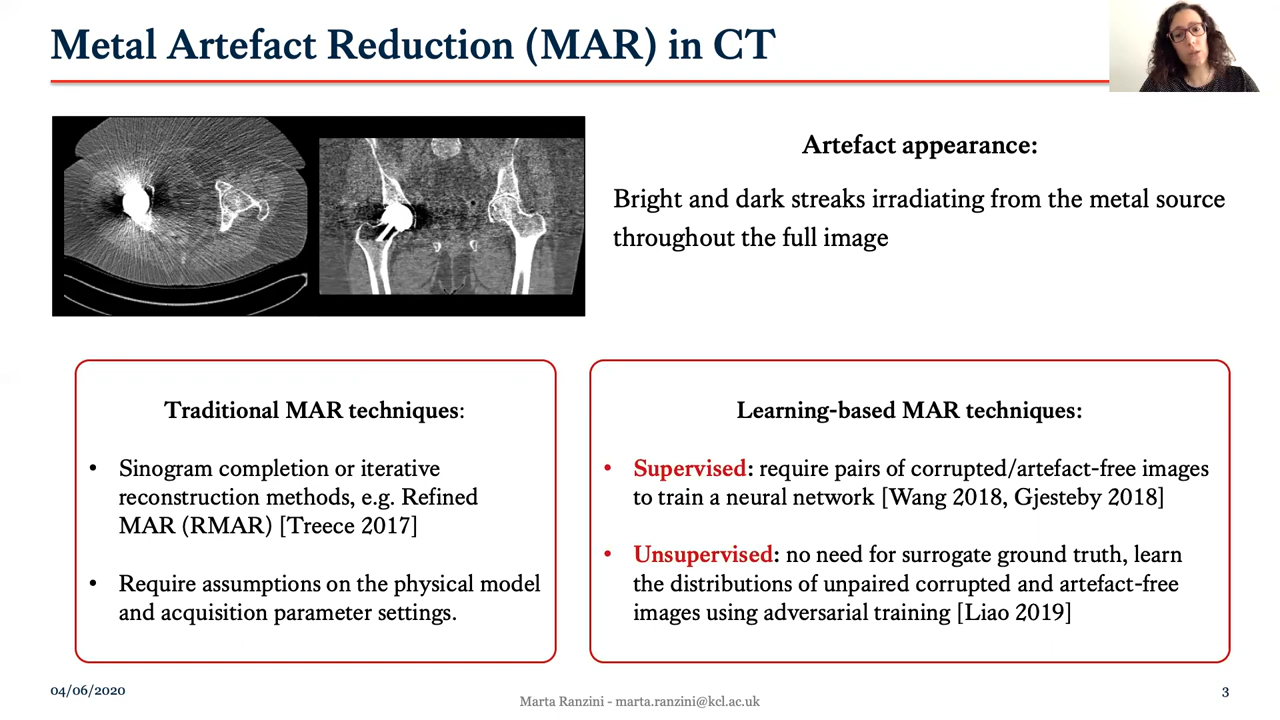 Metal Artefact Reduction (MAR) in CT
Artefact appearance:
Bright and dark streaks irradiating from the metal source
throughout the full image
Traditional MAR techniques:
• Sinogram completion or iterative
reconstruction methods, e.g. Refined
MAR (RMAR) [Treece 2017]
• Require assumptions on the physical model
and acquisition parameter settings.
Learning-based MAR techniques:
• Supervised: require pairs of corrupted/artefact-free images
to train a neural network [Wang 2018, Gjesteby 2018]
• Unsupervised: no need for surrogate ground truth, learn
the distributions of unpaired corrupted and artefact-free
images using adversarial training [Liao 2019]
04/06/2020
Marta Ranzini - marta.ranzini@kcl.ac.uk
3